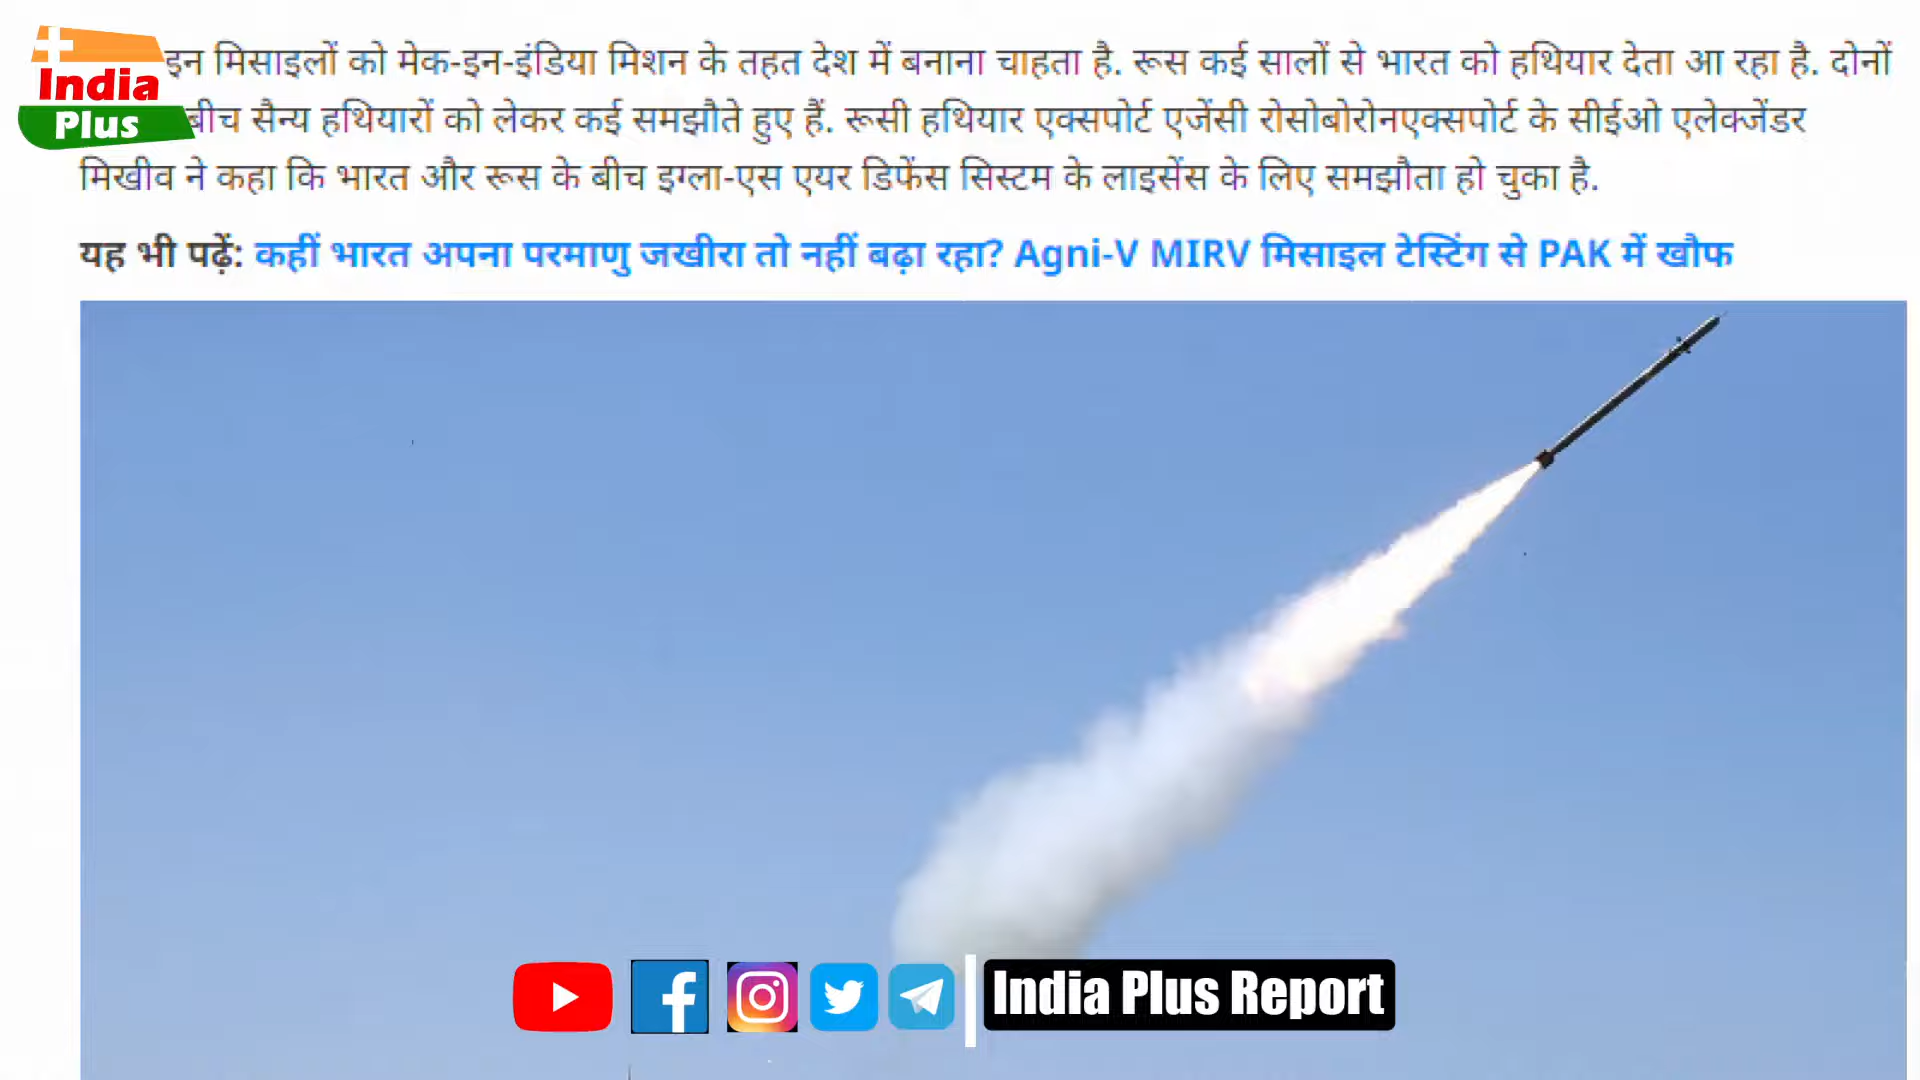 India
Plus
इन मिसाइलों को मेक-इन-इंडिया मिशन के तहत देश में बनाना चाहता है. रूस कई सालों से भारत को हथियार देता आ रहा है. दोनों
बीच सैन्य हथियारों को लेकर कई समझौते हुए हैं. रूसी हथियार एक्सपोर्ट एजेंसी रोसोबोरोनएक्सपोर्ट के सीईओ एलेक्जेंडर
मिखीव ने कहा कि भारत और रूस के बीच इग्ला-एस एयर डिफेंस सिस्टम के लाइसेंस के लिए समझौता हो चुका है.
यह भी पढ़ें: कहीं भारत अपना परमाणु जखीरा तो नहीं बढ़ा रहा? Agni-V MIRV मिसाइल टेस्टिंग से PAK में खौफ
India Plus Report